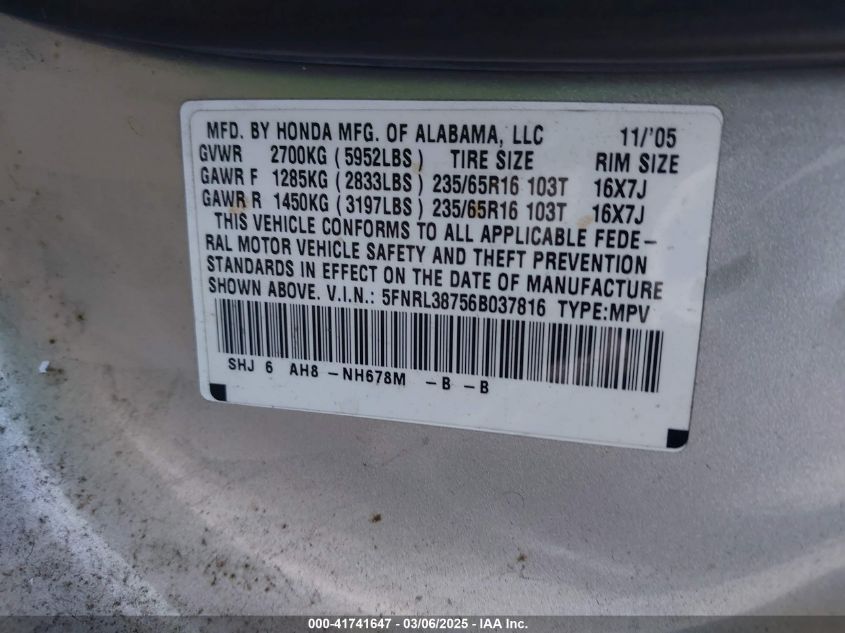 MFD. BY HONDA MFG. OF ALABAMA, LLC 11/'05
GVWR 2700KG (5952LBS) TIRE SIZE RIM SIZE
GAWR F 1285KG (2833LBS) 235/65R16 103T 16X7J
GAWR R 1450KG (3197LBS) 235/65R16 103T 16X7J
THIS VEHICLE CONFORMS TO ALL APPLICABLE FEDE-
RAL MOTOR VEHICLE SAFETY AND THEFT PREVENTION
STANDARDS IN EFFECT ON THE DATE OF MANUFACTURE
SHOWN ABOVE. V.I.N.: 5FNRL38756B037816 TYPE:MPV
SHJ 6 AH8 -NH678M -B -B
000-41741647 - 03/06/2025 - IAA Inc.